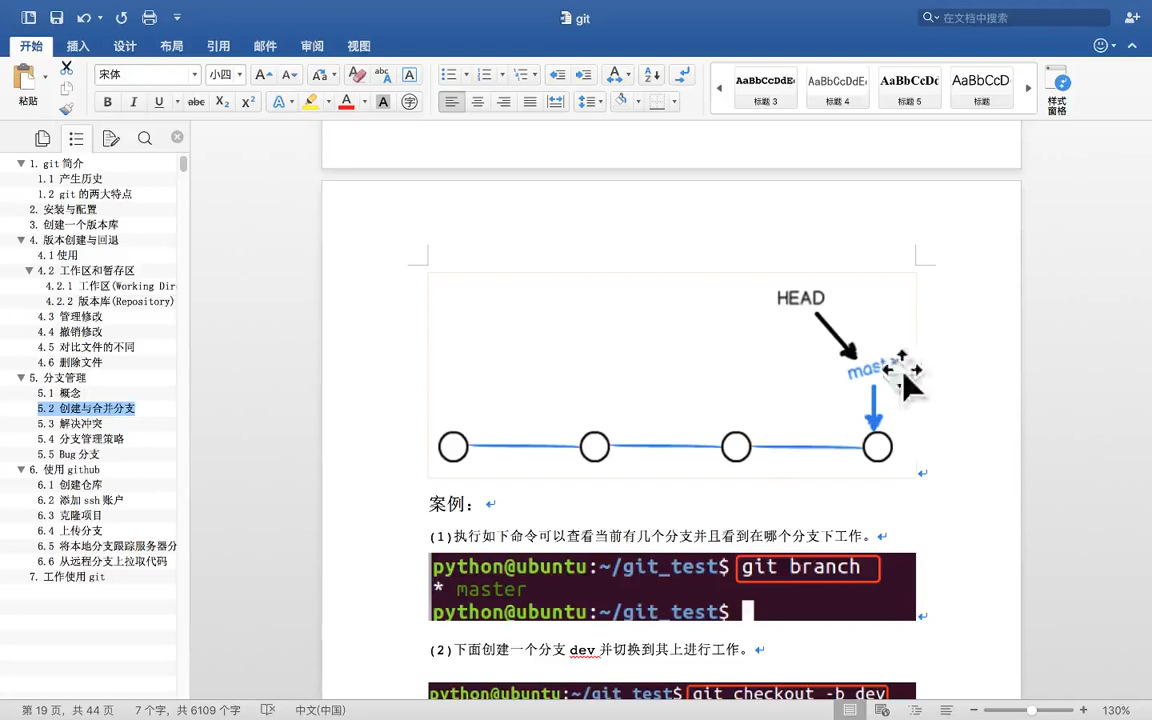 git
在文档中搜索
开始 插入 设计 布局 引用 邮件 审阅 视图
粘贴
宋体 小四
B I U abc X₂ X²
AaBbCcDdE AaBbCcDdE AaBbCcDd AaBbCcD
标题 3 标题 4 标题 5 标题
样式
窗格
1. git 简介
1.1 产生历史
1.2 git 的两大特点
2. 安装与配置
3. 创建一个版本库
4. 版本创建与回退
4.1 使用
4.2 工作区和暂存区
4.2.1 工作区(Working Dir
4.2.2 版本库(Repository)
4.3 管理修改
4.4 撤销修改
4.5 对比文件的不同
4.6 删除文件
5. 分支管理
5.1 概念
5.2 创建与合并分支
5.3 解决冲突
5.4 分支管理策略
5.5 Bug 分支
6. 使用 github
6.1 创建仓库
6.2 添加 ssh 账户
6.3 克隆项目
6.4 上传分支
6.5 将本地分支跟踪服务器分
6.6 从远程分支上拉取代码
7. 工作使用 git
HEAD
案例：
(1)执行如下命令可以查看当前有几个分支并且看到在哪个分支下工作。
python@ubuntu:~/git_test$ git branch
* master
python@ubuntu:~/git_test$
(2)下面创建一个分支 dev 并切换到其上进行工作。
python@ubuntu:~/git_test$ git checkout -b dev
第 19 页，共 44 页 7 个字，共 6109 个字 中文(中国) 130%